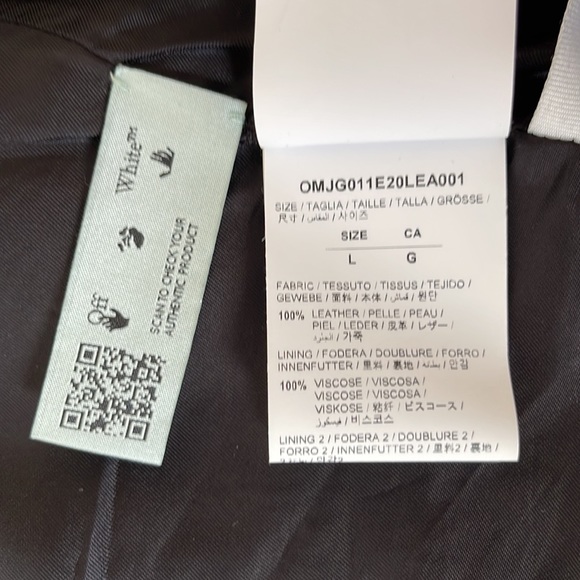 Off White™
SCAN TO CHECK YOUR
AUTHENTIC PRODUCT
OMJG011E20LEA001
SIZE / TAGLIA / TAILLE / TALLA / GRÖSSE /
尺寸 / المقاس / 사이즈
SIZE CA
L G
FABRIC / TESSUTO / TISSUS / TEJIDO /
GEWEBE / 面料 / 本体 / قماش / 원단
100% LEATHER / PELLE / PEAU /
PIEL / LEDER / 皮革 / レザー /
الجلد / 가죽
LINING / FODERA / DOUBLURE / FORRO /
INNENFUTTER / 里料 / 裏地 / بطانة / 안감
100% VISCOSE / VISCOSA /
VISCOSE / VISCOSA /
VISKOSE / 粘纤 / ビスコース /
فيسكوز / 비스코스
LINING 2 / FODERA 2 / DOUBLURE 2 /
FORRO 2 / INNENFUTTER 2 / 里料2 / 裏地 /